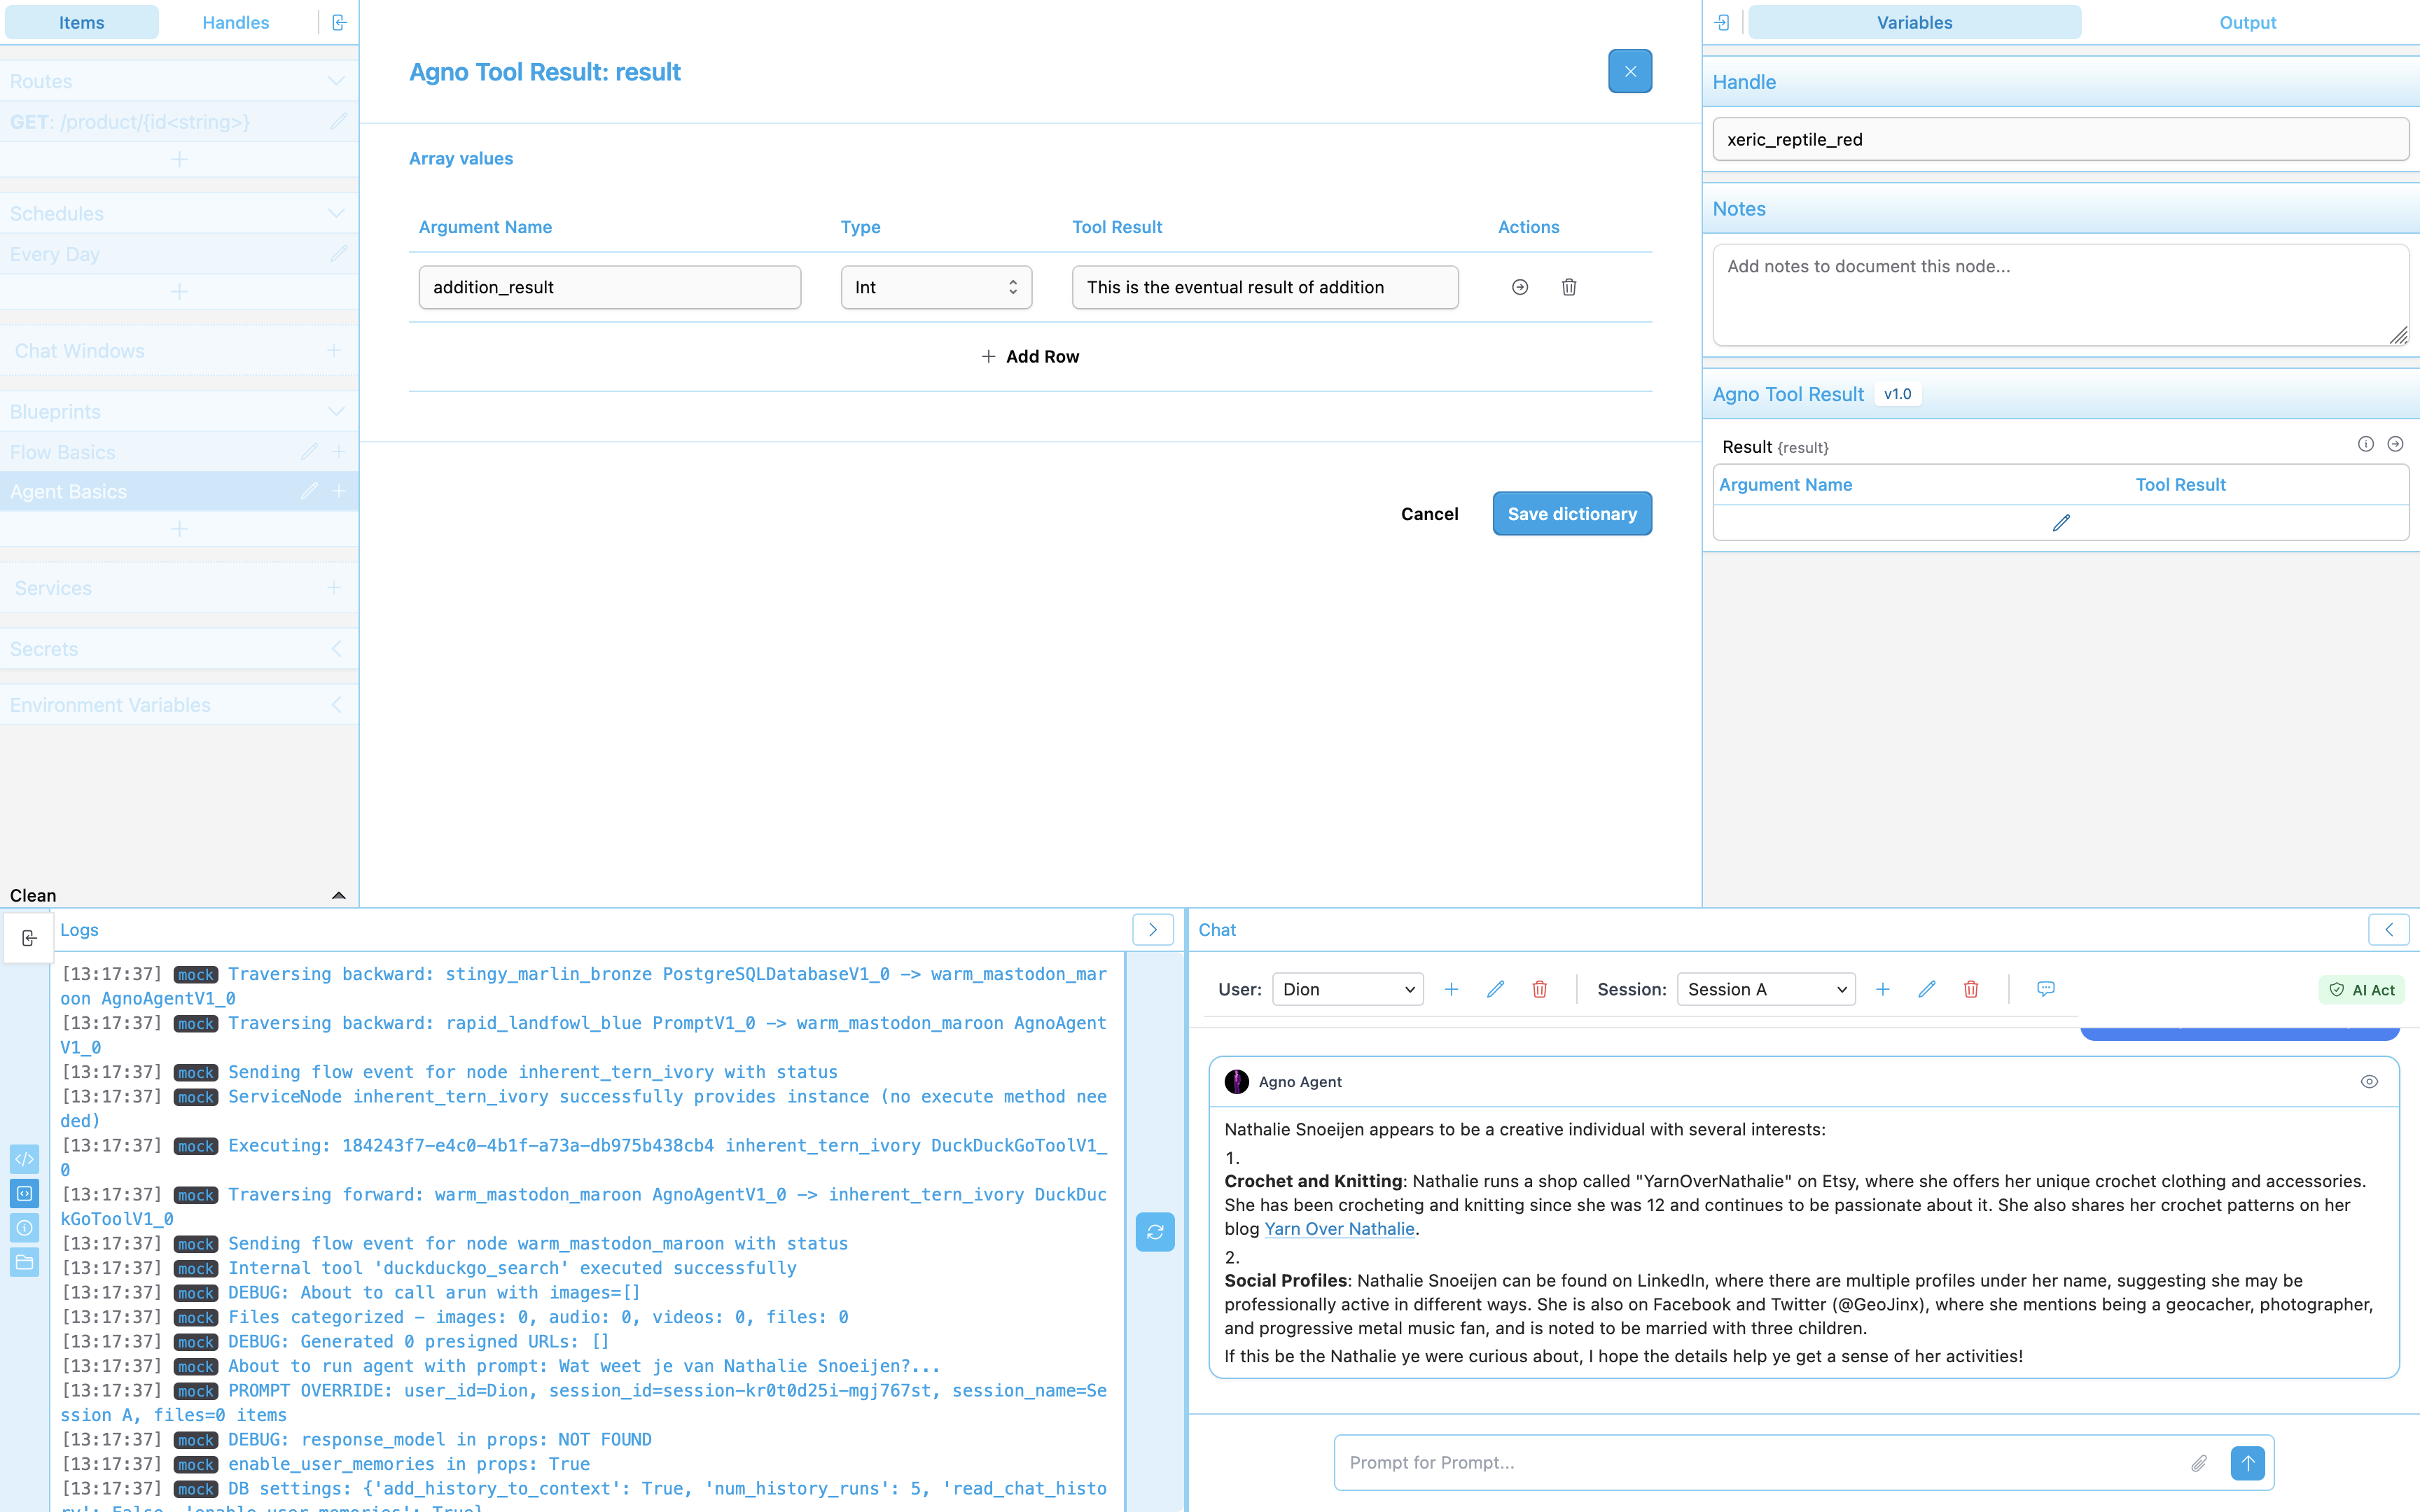 Items
Handles
Routes
GET: /product/{id<string>}
Schedules
Every Day
Chat Windows
Blueprints
Flow Basics
Agent Basics
Services
Secrets
Environment Variables
Clean
Agno Tool Result: result
Array values
Argument Name Type Tool Result Actions
addition_result Int This is the eventual result of addition
Add Row
Cancel Save dictionary
Variables Output
Handle
xeric_reptile_red
Notes
Add notes to document this node...
Agno Tool Result v1.0
Result {result}
Argument Name Tool Result
Logs
[13:17:37] mock Traversing backward: stingy_marlin_bronze PostgreSQLDatabaseV1_0 -> warm_mastodon_mar
oon AgnoAgentV1_0
[13:17:37] mock Traversing backward: rapid_landfowl_blue PromptV1_0 -> warm_mastodon_maroon AgnoAgent
V1_0
[13:17:37] mock Sending flow event for node inherent_tern_ivory with status
[13:17:37] mock ServiceNode inherent_tern_ivory successfully provides instance (no execute method nee
ded)
[13:17:37] mock Executing: 184243f7-e4c0-4b1f-a73a-db975b438cb4 inherent_tern_ivory DuckDuckGoToolV1_
0
[13:17:37] mock Traversing forward: warm_mastodon_maroon AgnoAgentV1_0 -> inherent_tern_ivory DuckDuc
kGoToolV1_0
[13:17:37] mock Sending flow event for node warm_mastodon_maroon with status
[13:17:37] mock Internal tool 'duckduckgo_search' executed successfully
[13:17:37] mock DEBUG: About to call arun with images=[]
[13:17:37] mock Files categorized – images: 0, audio: 0, videos: 0, files: 0
[13:17:37] mock DEBUG: Generated 0 presigned URLs: []
[13:17:37] mock About to run agent with prompt: Wat weet je van Nathalie Snoeijen?...
[13:17:37] mock PROMPT OVERRIDE: user_id=Dion, session_id=session-kr0t0d25i-mgj767st, session_name=Se
ssion A, files=0 items
[13:17:37] mock DEBUG: response_model in props: NOT FOUND
[13:17:37] mock enable_user_memories in props: True
[13:17:37] mock DB settings: {'add_history_to_context': True, 'num_history_runs': 5, 'read_chat_histo
ry': False, 'enable_user_memories': True}
Chat
User: Dion Session: Session A AI Act
Agno Agent
Nathalie Snoeijen appears to be a creative individual with several interests:
1.
Crochet and Knitting: Nathalie runs a shop called "YarnOverNathalie" on Etsy, where she offers her unique crochet clothing and accessories.
She has been crocheting and knitting since she was 12 and continues to be passionate about it. She also shares her crochet patterns on her
blog Yarn Over Nathalie.
2.
Social Profiles: Nathalie Snoeijen can be found on LinkedIn, where there are multiple profiles under her name, suggesting she may be
professionally active in different ways. She is also on Facebook and Twitter (@GeoJinx), where she mentions being a geocacher, photographer,
and progressive metal music fan, and is noted to be married with three children.
If this be the Nathalie ye were curious about, I hope the details help ye get a sense of her activities!
Prompt for Prompt...